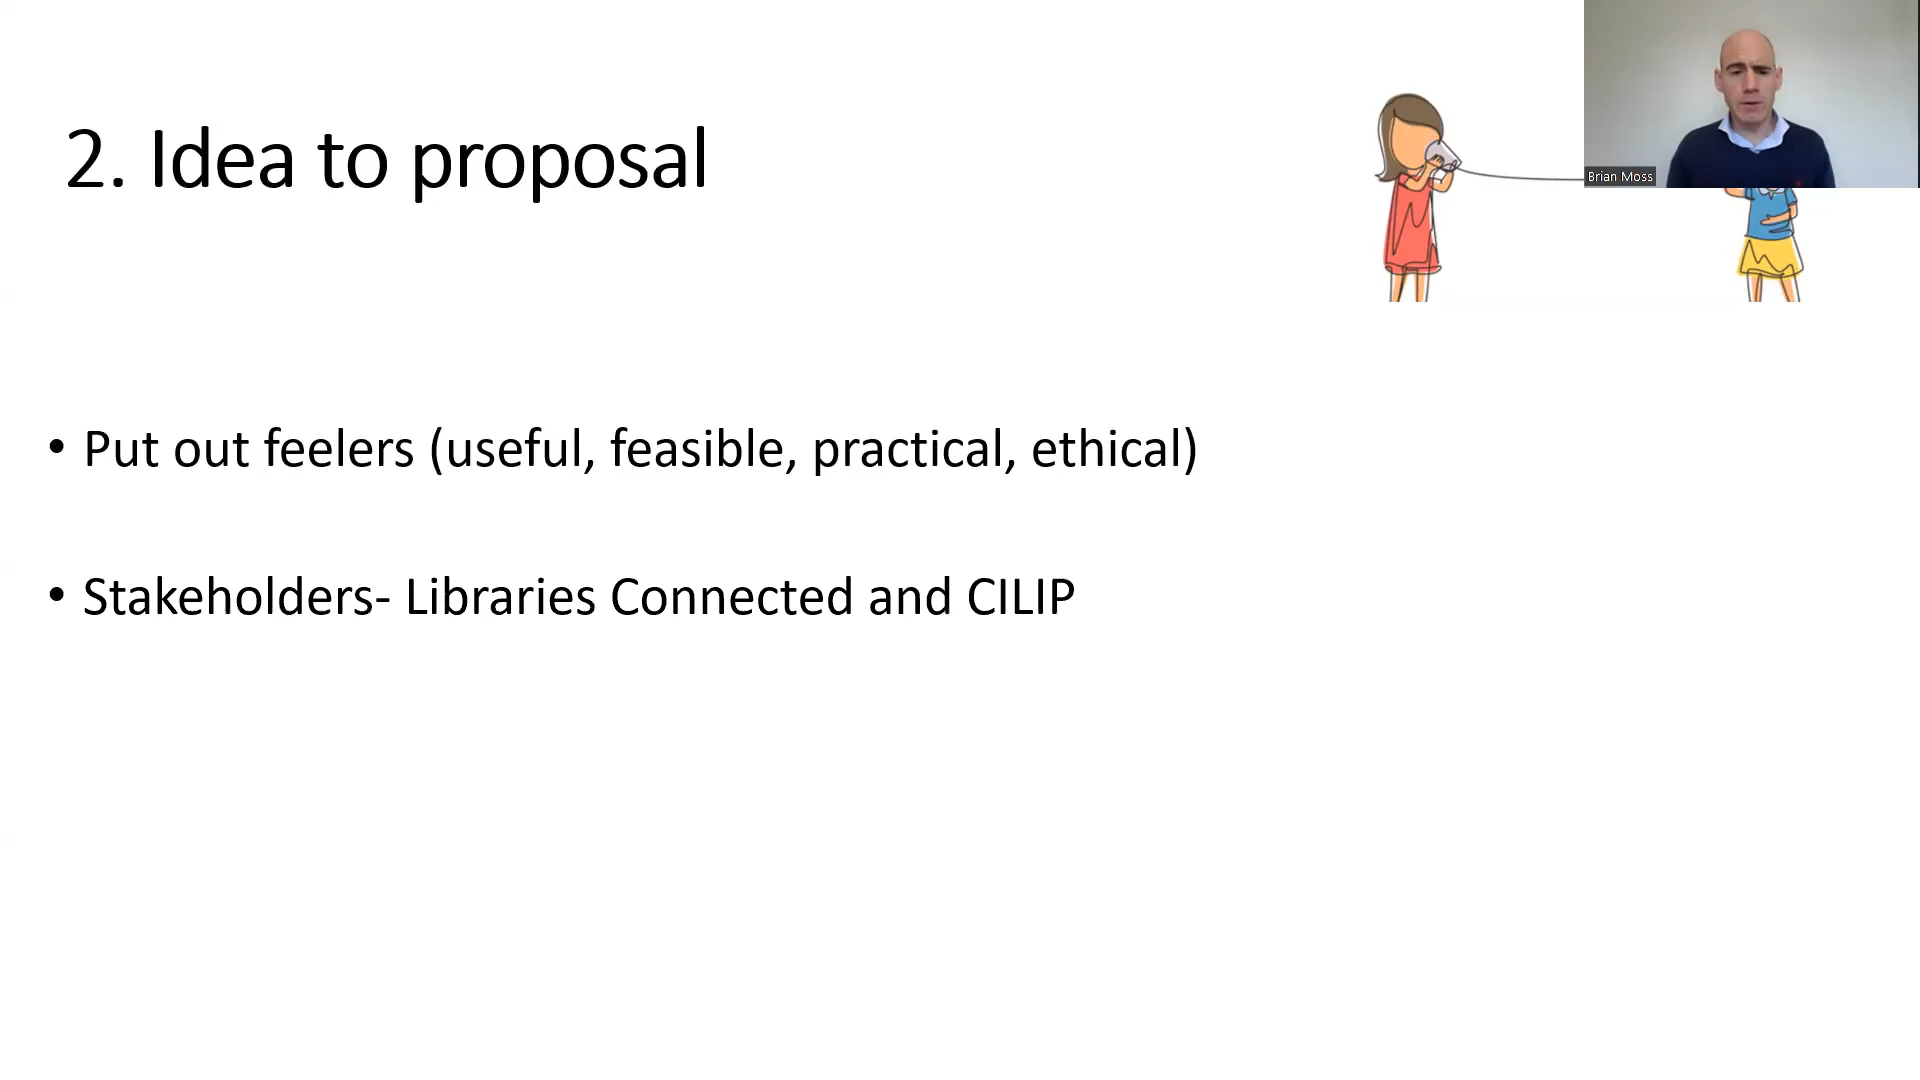 2. Idea to proposal
Brian Moss
• Put out feelers (useful, feasible, practical, ethical)
• Stakeholders- Libraries Connected and CILIP